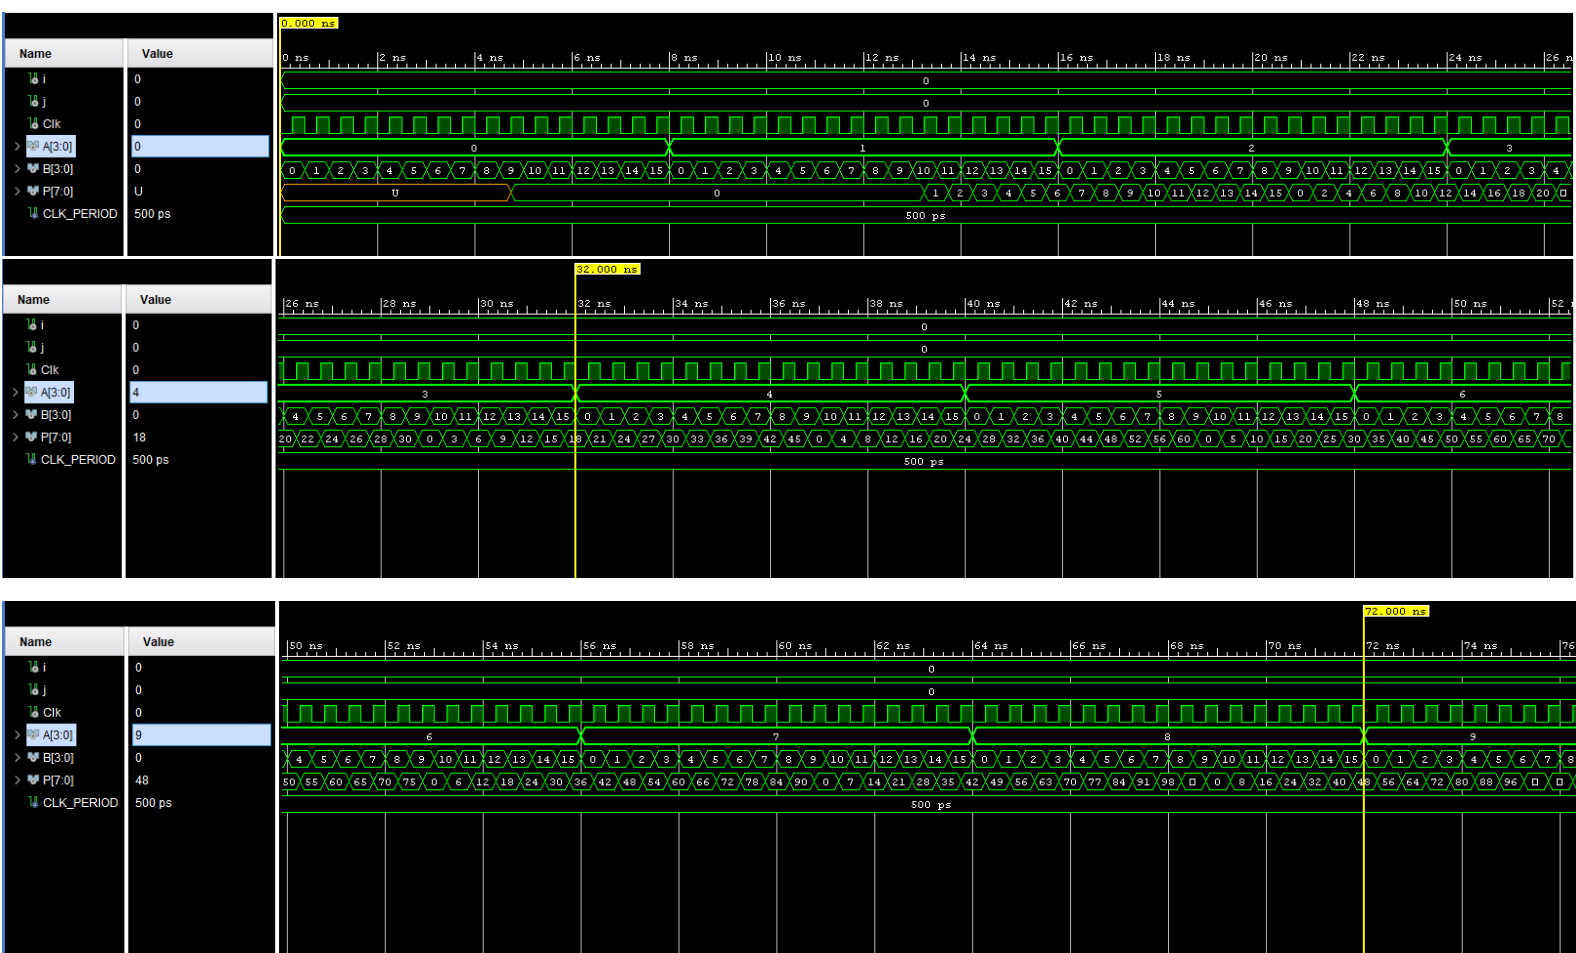 0.000 ns
Name Value 0 ns 2 ns 4 ns 6 ns 8 ns 10 ns 12 ns 14 ns 16 ns 18 ns 20 ns 22 ns 24 ns 26 n
i 0 0
j 0 0
Clk 0
A[3:0] 0 0 1 2 3
B[3:0] 0 0 1 2 3 4 5 6 7 8 9 10 11 12 13 14 15 0 1 2 3 4 5 6 7 8 9 10 11 12 13 14 15 0 1 2 3 4 5 6 7 8 9 10 11 12 13 14 15 0 1 2 3 4
P[7:0] U U 0 1 2 3 4 5 6 7 8 9 10 11 12 13 14 15 0 2 4 6 8 10 12 14 16 18 20
CLK_PERIOD 500 ps 500 ps
32.000 ns
Name Value 26 ns 28 ns 30 ns 32 ns 34 ns 36 ns 38 ns 40 ns 42 ns 44 ns 46 ns 48 ns 50 ns 52
i 0 0
j 0 0
Clk 0
A[3:0] 4 3 4 5 6
B[3:0] 0 4 5 6 7 8 9 10 11 12 13 14 15 0 1 2 3 4 5 6 7 8 9 10 11 12 13 14 15 0 1 2 3 4 5 6 7 8 9 10 11 12 13 14 15 0 1 2 3 4 5 6 7 8
P[7:0] 18 20 22 24 26 28 30 0 3 6 9 12 15 18 21 24 27 30 33 36 39 42 45 0 4 8 12 16 20 24 28 32 36 40 44 48 52 56 60 0 5 10 15 20 25 30 35 40 45 50 55 60 65 70
CLK_PERIOD 500 ps 500 ps
72.000 ns
Name Value 50 ns 52 ns 54 ns 56 ns 58 ns 60 ns 62 ns 64 ns 66 ns 68 ns 70 ns 72 ns 74 ns 76
i 0 0
j 0 0
Clk 0
A[3:0] 9 6 7 8 9
B[3:0] 0 4 5 6 7 8 9 10 11 12 13 14 15 0 1 2 3 4 5 6 7 8 9 10 11 12 13 14 15 0 1 2 3 4 5 6 7 8 9 10 11 12 13 14 15 0 1 2 3 4 5 6 7 8
P[7:0] 48 50 55 60 65 70 75 0 6 12 18 24 30 36 42 48 54 60 66 72 78 84 90 0 7 14 21 28 35 42 49 56 63 70 77 84 91 98 0 8 16 24 32 40 48 56 64 72 80 88 96
CLK_PERIOD 500 ps 500 ps